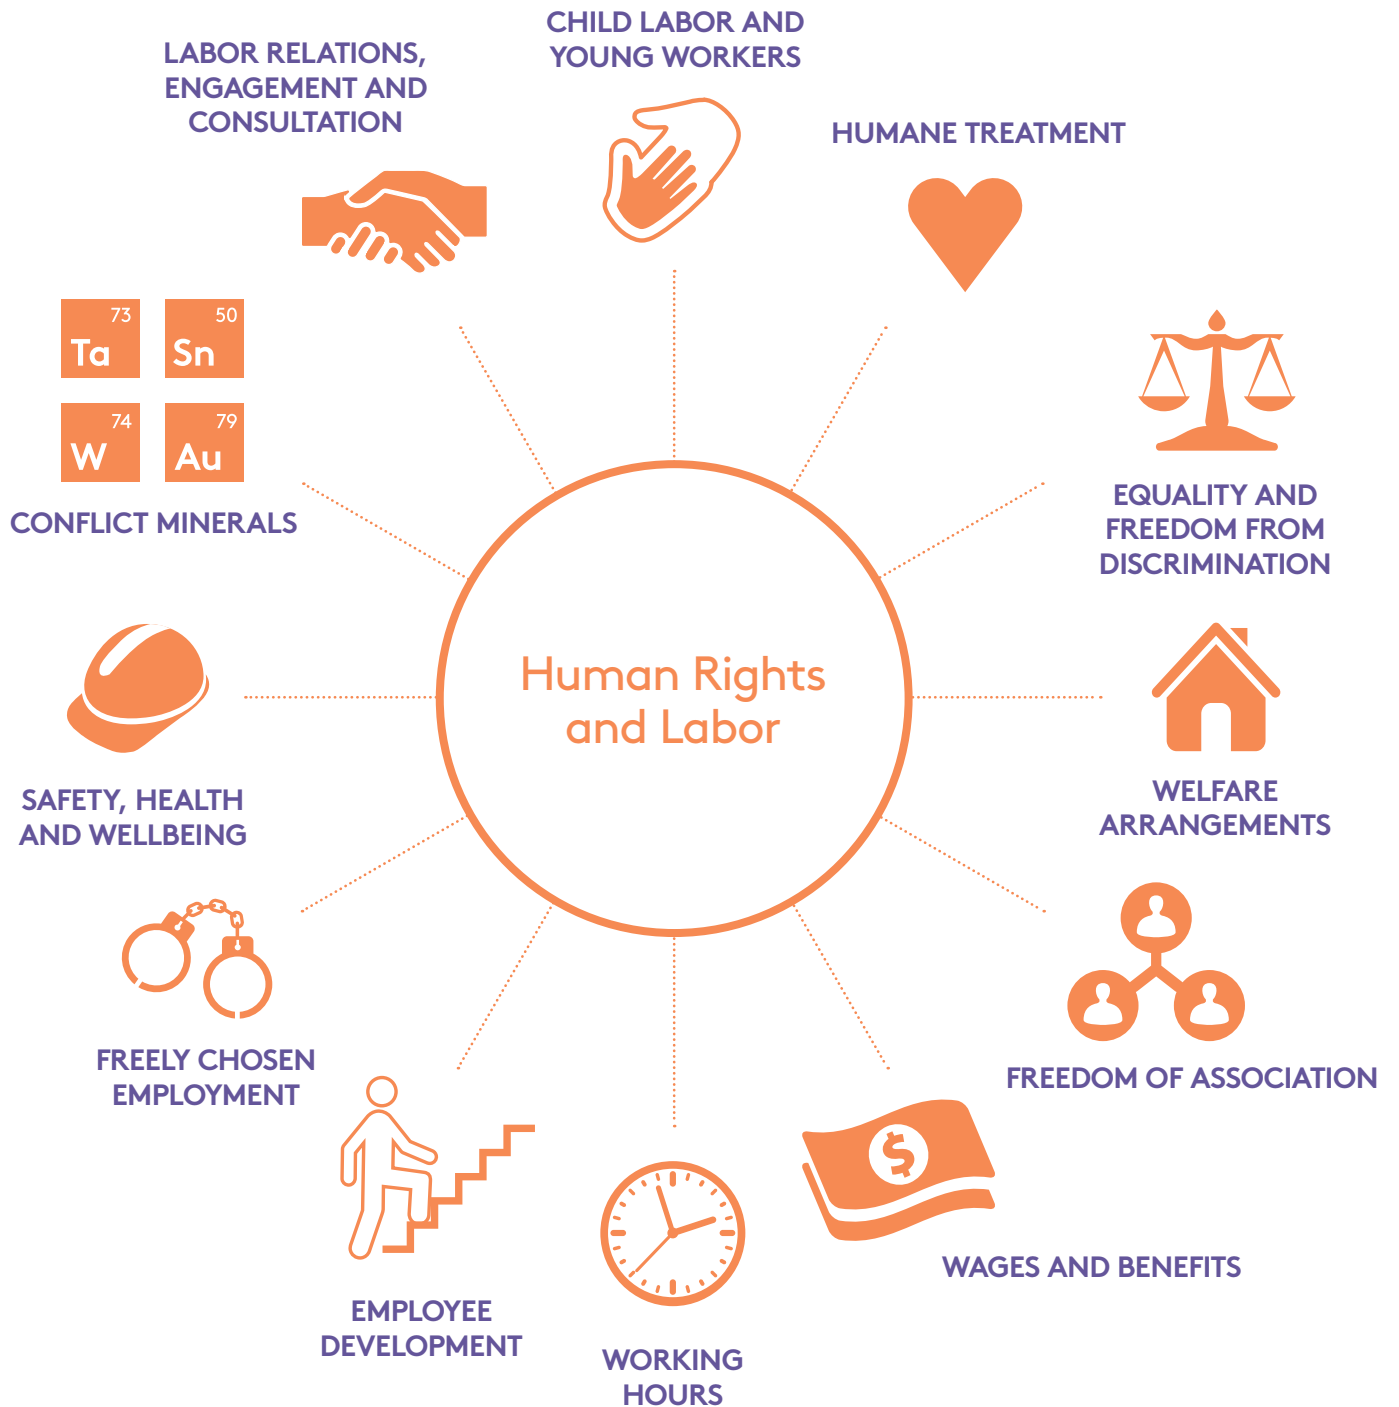 CHILD LABOR AND
YOUNG WORKERS
LABOR RELATIONS,
ENGAGEMENT AND
CONSULTATION
HUMANE TREATMENT
73
Ta
50
Sn
74
W
79
Au
CONFLICT MINERALS
EQUALITY AND
FREEDOM FROM
DISCRIMINATION
Human Rights
and Labor
SAFETY, HEALTH
AND WELLBEING
WELFARE
ARRANGEMENTS
FREELY CHOSEN
EMPLOYMENT
FREEDOM OF ASSOCIATION
$
WAGES AND BENEFITS
EMPLOYEE
DEVELOPMENT
WORKING
HOURS